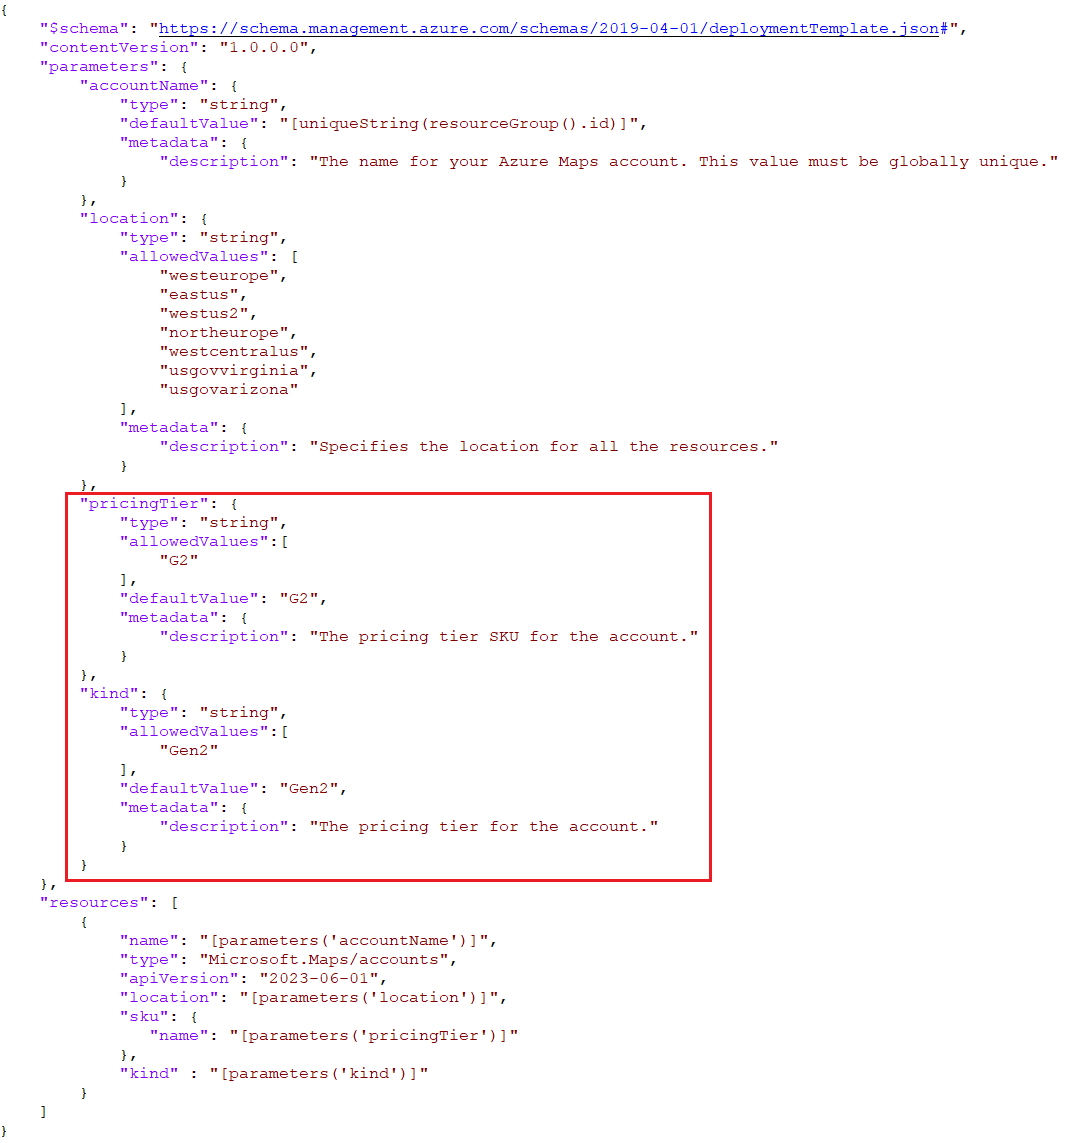 {
    "$schema": "https://schema.management.azure.com/schemas/2019-04-01/deploymentTemplate.json#",
    "contentVersion": "1.0.0.0",
    "parameters": {
        "accountName": {
            "type": "string",
            "defaultValue": "[uniqueString(resourceGroup().id)]",
            "metadata": {
                "description": "The name for your Azure Maps account. This value must be globally unique."
            }
        },
        "location": {
            "type": "string",
            "allowedValues": [
                "westeurope",
                "eastus",
                "westus2",
                "northeurope",
                "westcentralus",
                "usgovvirginia",
                "usgovarizona"
            ],
            "metadata": {
                "description": "Specifies the location for all the resources."
            }
        },
        "pricingTier": {
            "type": "string",
            "allowedValues":[
                "G2"
            ],
            "defaultValue": "G2",
            "metadata": {
                "description": "The pricing tier SKU for the account."
            }
        },
        "kind": {
            "type": "string",
            "allowedValues":[
                "Gen2"
            ],
            "defaultValue": "Gen2",
            "metadata": {
                "description": "The pricing tier for the account."
            }
        }
    },
    "resources": [
        {
            "name": "[parameters('accountName')]",
            "type": "Microsoft.Maps/accounts",
            "apiVersion": "2023-06-01",
            "location": "[parameters('location')]",
            "sku": {
               "name": "[parameters('pricingTier')]"
            },
            "kind" : "[parameters('kind')]"
        }
    ]
}